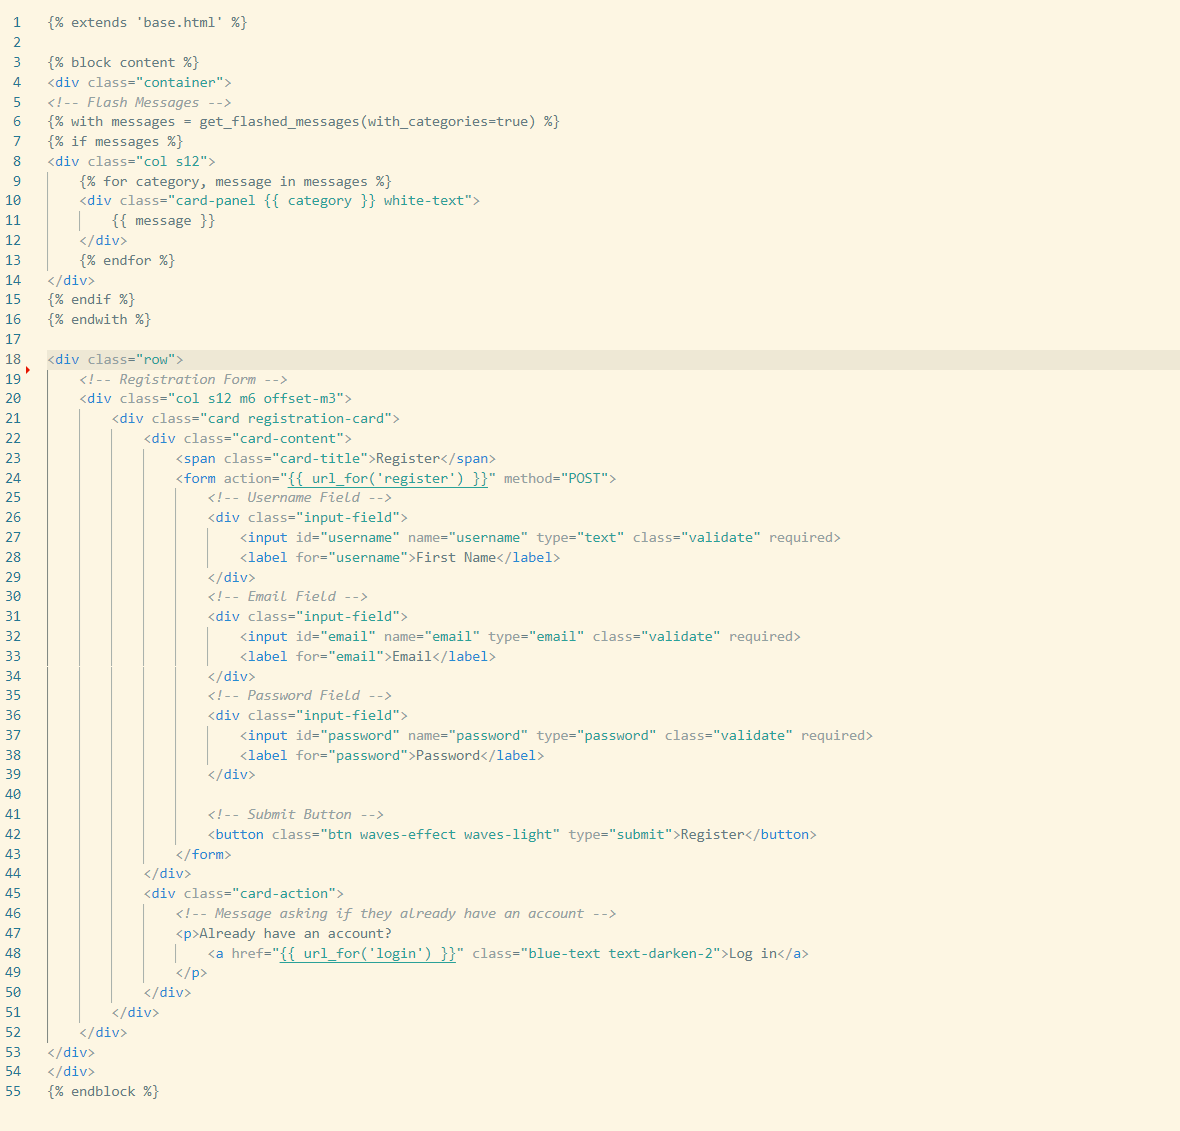 1 {% extends 'base.html' %}
2
3 {% block content %}
4 <div class="container">
5 <!-- Flash Messages -->
6 {% with messages = get_flashed_messages(with_categories=true) %}
7 {% if messages %}
8 <div class="col s12">
9     {% for category, message in messages %}
10     <div class="card-panel {{ category }} white-text">
11         {{ message }}
12     </div>
13     {% endfor %}
14 </div>
15 {% endif %}
16 {% endwith %}
17
18 <div class="row">
19     <!-- Registration Form -->
20     <div class="col s12 m6 offset-m3">
21         <div class="card registration-card">
22             <div class="card-content">
23                 <span class="card-title">Register</span>
24                 <form action="{{ url_for('register') }}" method="POST">
25                     <!-- Username Field -->
26                     <div class="input-field">
27                         <input id="username" name="username" type="text" class="validate" required>
28                         <label for="username">First Name</label>
29                     </div>
30                     <!-- Email Field -->
31                     <div class="input-field">
32                         <input id="email" name="email" type="email" class="validate" required>
33                         <label for="email">Email</label>
34                     </div>
35                     <!-- Password Field -->
36                     <div class="input-field">
37                         <input id="password" name="password" type="password" class="validate" required>
38                         <label for="password">Password</label>
39                     </div>
40
41                     <!-- Submit Button -->
42                     <button class="btn waves-effect waves-light" type="submit">Register</button>
43                 </form>
44             </div>
45             <div class="card-action">
46                 <!-- Message asking if they already have an account -->
47                 <p>Already have an account?
48                     <a href="{{ url_for('login') }}" class="blue-text text-darken-2">Log in</a>
49                 </p>
50             </div>
51         </div>
52     </div>
53 </div>
54 </div>
55 {% endblock %}